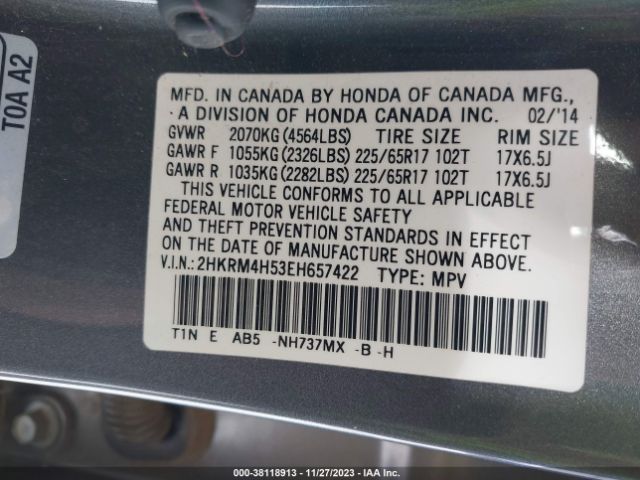 T0A A2
MFD. IN CANADA BY HONDA OF CANADA MFG.,
A DIVISION OF HONDA CANADA INC. 02/'14
GVWR 2070KG (4564LBS) TIRE SIZE RIM SIZE
GAWR F 1055KG (2326LBS) 225/65R17 102T 17X6.5J
GAWR R 1035KG (2282LBS) 225/65R17 102T 17X6.5J
THIS VEHICLE CONFORMS TO ALL APPLICABLE
FEDERAL MOTOR VEHICLE SAFETY
AND THEFT PREVENTION STANDARDS IN EFFECT
ON THE DATE OF MANUFACTURE SHOWN ABOVE.
V.I.N.: 2HKRM4H53EH657422 TYPE: MPV
T1N E AB5 -NH737MX -B -H
000-38118913 - 11/27/2023 - IAA Inc.